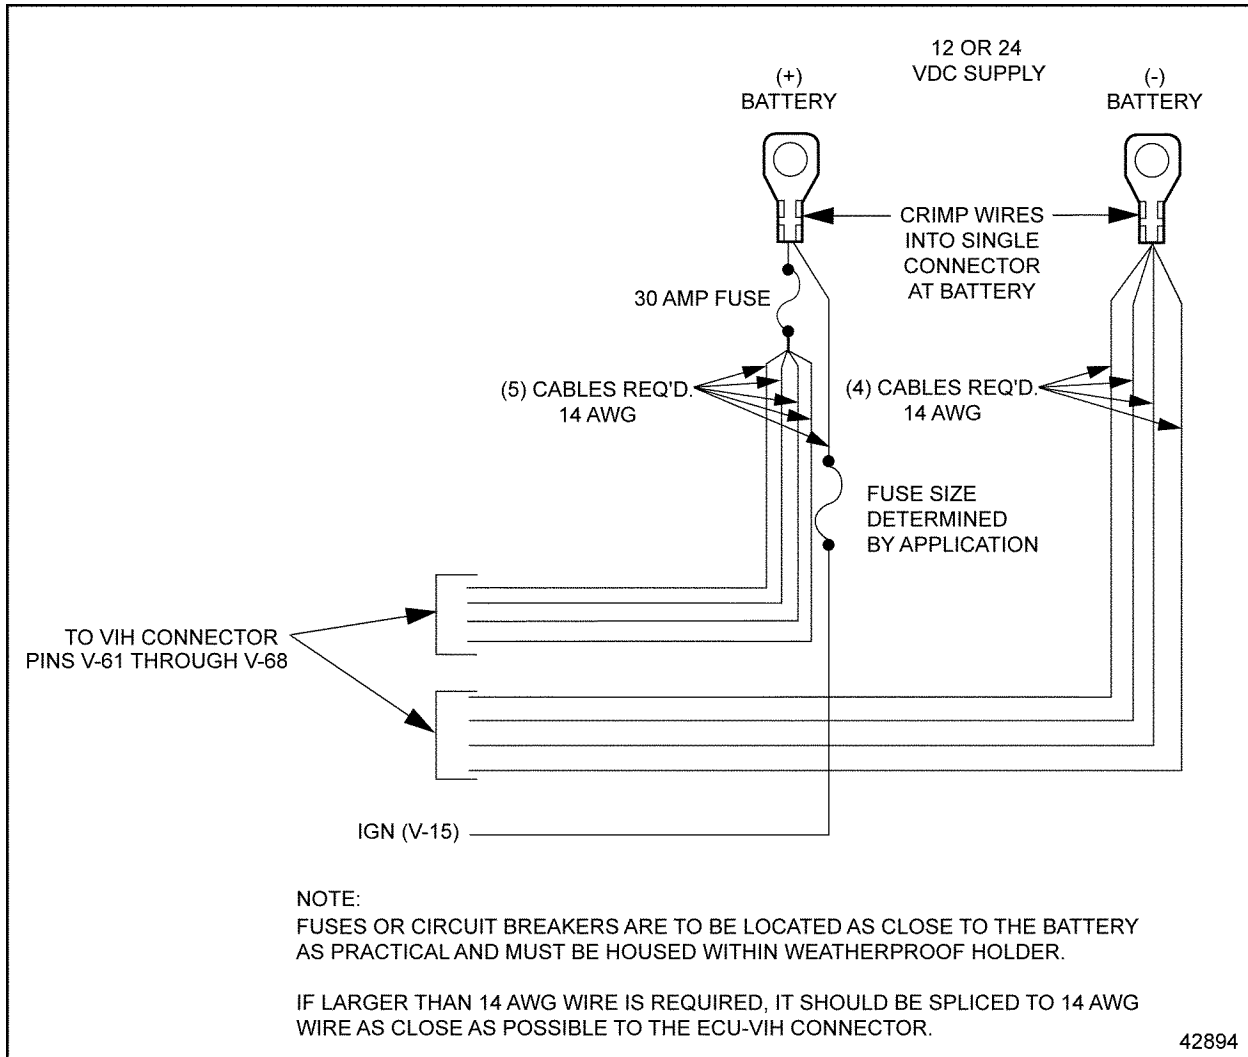 12 OR 24
VDC SUPPLY
(+)
BATTERY
(-)
BATTERY
CRIMP WIRES
INTO SINGLE
CONNECTOR
AT BATTERY
30 AMP FUSE
(5) CABLES REQ'D.
14 AWG
(4) CABLES REQ'D.
14 AWG
FUSE SIZE
DETERMINED
BY APPLICATION
TO VIH CONNECTOR
PINS V-61 THROUGH V-68
IGN (V-15)
NOTE:
FUSES OR CIRCUIT BREAKERS ARE TO BE LOCATED AS CLOSE TO THE BATTERY
AS PRACTICAL AND MUST BE HOUSED WITHIN WEATHERPROOF HOLDER.
IF LARGER THAN 14 AWG WIRE IS REQUIRED, IT SHOULD BE SPLICED TO 14 AWG
WIRE AS CLOSE AS POSSIBLE TO THE ECU-VIH CONNECTOR.
42894